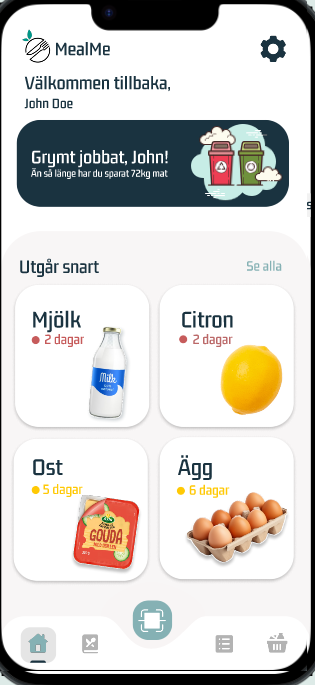 MealMe
Välkommen tillbaka,
John Doe
Grymt jobbat, John!
Än så länge har du sparat 72kg mat
Utgår snart
Se alla
Mjölk
2 dagar
Milk
Citron
2 dagar
Ost
5 dagar
GOUDA
Ägg
6 dagar